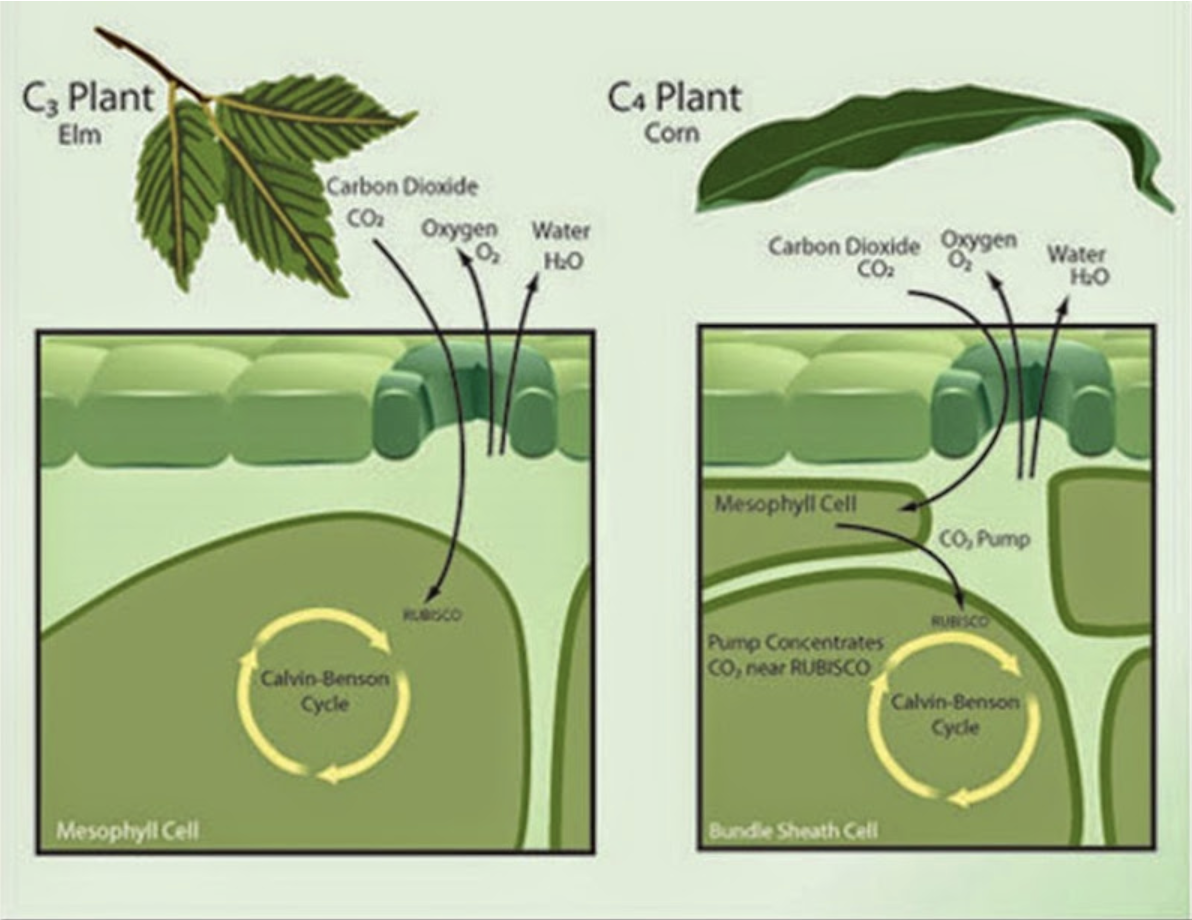 C₃ Plant
Elm
Carbon Dioxide
CO₂
Oxygen
O₂
Water
H₂O
RUBISCO
Calvin-Benson
Cycle
Mesophyll Cell
C₄ Plant
Corn
Carbon Dioxide
CO₂
Oxygen
O₂
Water
H₂O
Mesophyll Cell
CO₂ Pump
RUBISCO
Pump Concentrates
CO₂ near RUBISCO
Calvin-Benson
Cycle
Bundle Sheath Cell